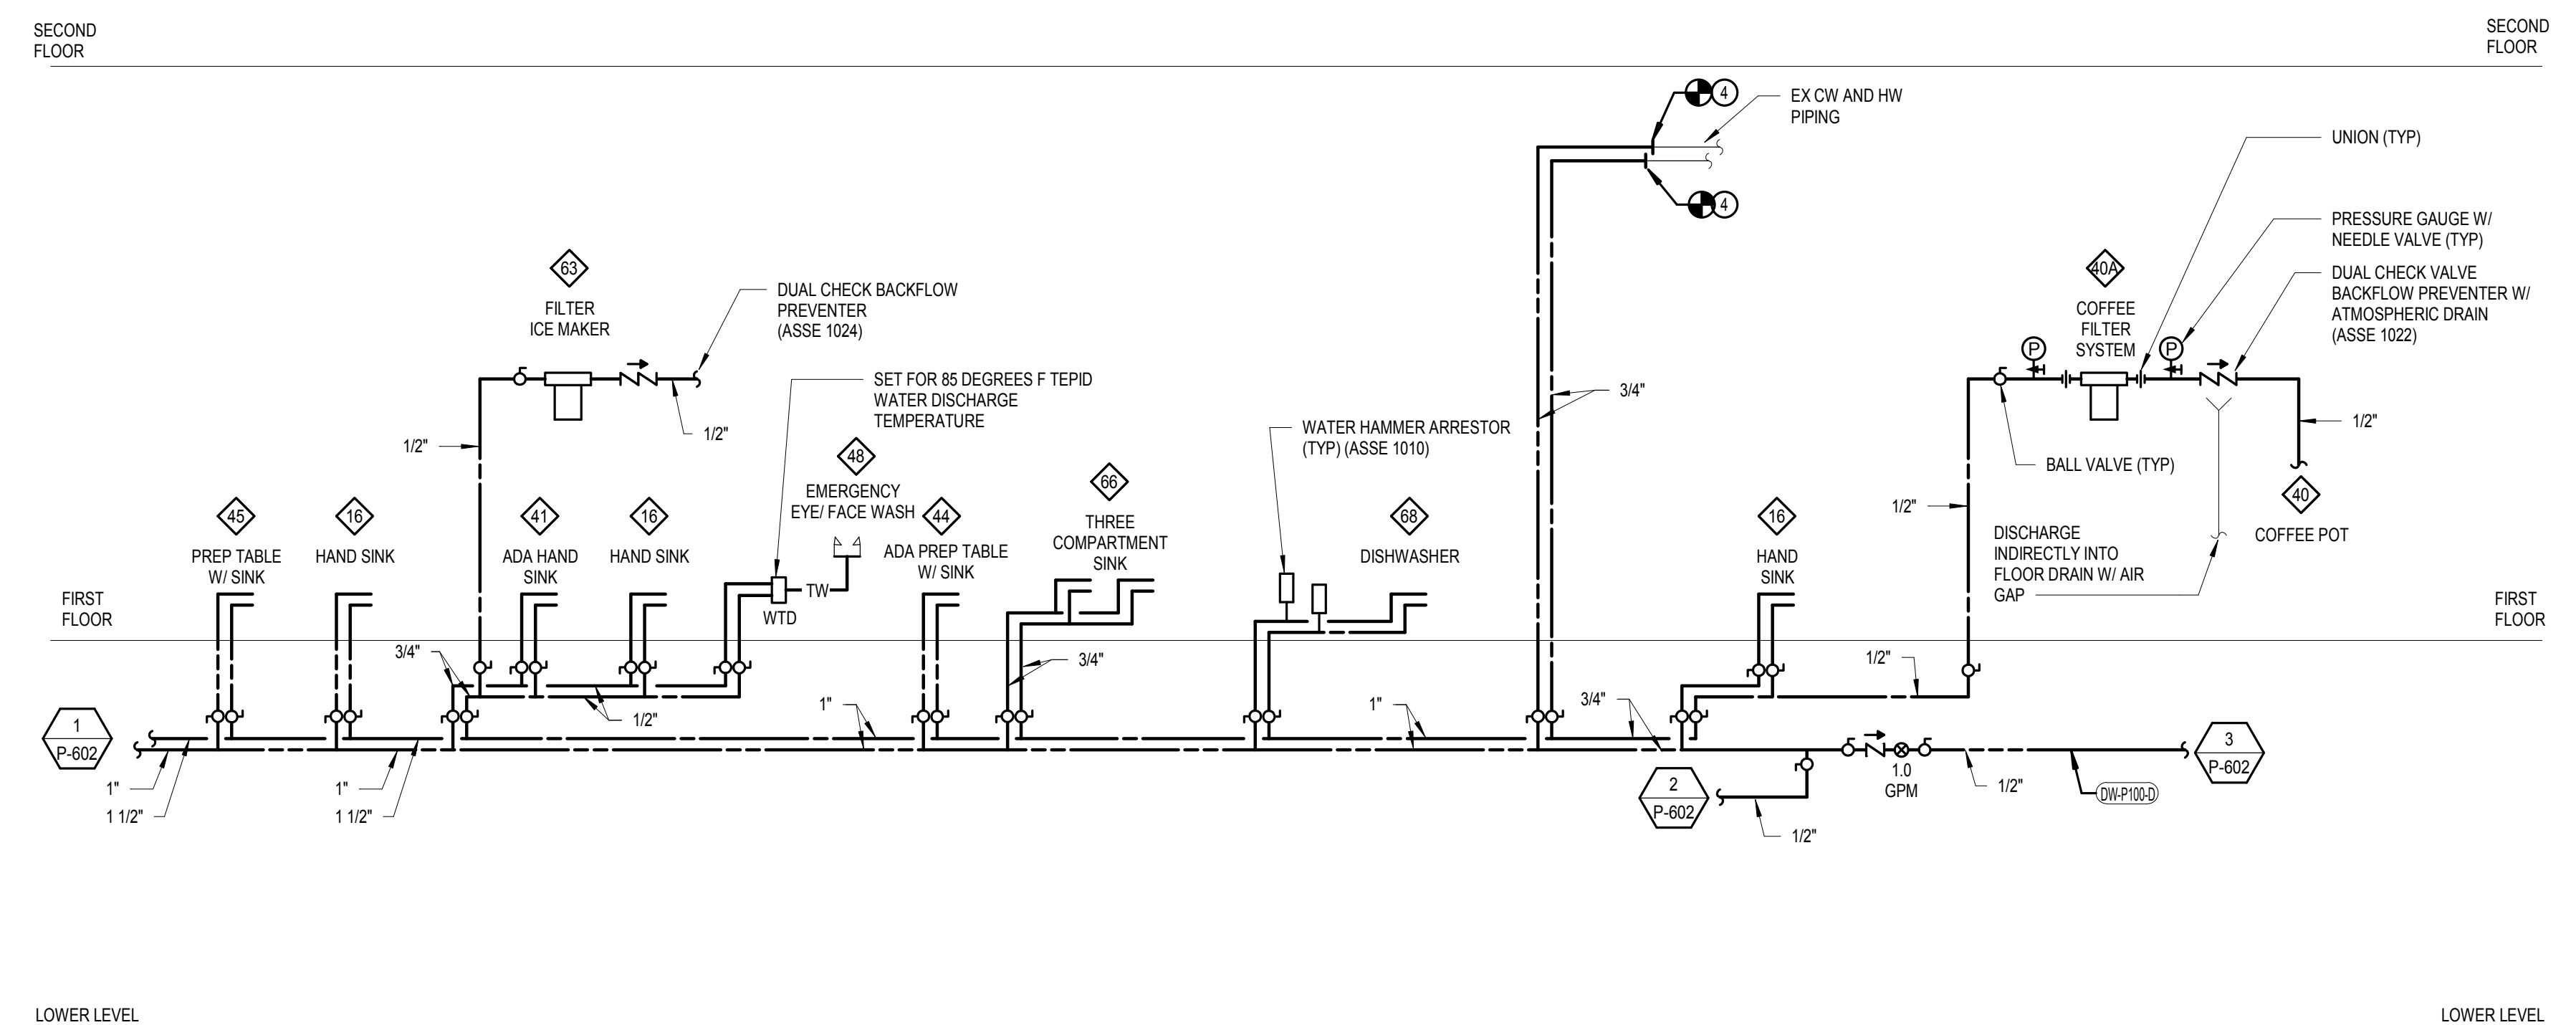 SECOND
FLOOR
SECOND
FLOOR
4
EX CW AND HW
PIPING
4
UNION (TYP)
PRESSURE GAUGE W/
NEEDLE VALVE (TYP)
DUAL CHECK VALVE
BACKFLOW PREVENTER W/
ATMOSPHERIC DRAIN
(ASSE 1022)
63
FILTER
ICE MAKER
DUAL CHECK BACKFLOW
PREVENTER
(ASSE 1024)
40A
COFFEE
FILTER
SYSTEM
P
P
SET FOR 85 DEGREES F TEPID
WATER DISCHARGE
TEMPERATURE
3/4"
1/2"
1/2"
1/2"
WATER HAMMER ARRESTOR
(TYP) (ASSE 1010)
BALL VALVE (TYP)
48
EMERGENCY
EYE/ FACE WASH
45
PREP TABLE
W/ SINK
16
HAND SINK
41
ADA HAND
SINK
16
HAND SINK
44
ADA PREP TABLE
W/ SINK
66
THREE
COMPARTMENT
SINK
68
DISHWASHER
16
HAND
SINK
1/2"
DISCHARGE
INDIRECTLY INTO
FLOOR DRAIN W/ AIR
GAP
40
COFFEE POT
TW
WTD
FIRST
FLOOR
FIRST
FLOOR
3/4"
3/4"
1/2"
1/2"
1"
1"
3/4"
1
P-602
1"
1 1/2"
1"
1 1/2"
2
P-602
1/2"
1.0
GPM
1/2"
DW-P100-D
3
P-602
LOWER LEVEL
LOWER LEVEL